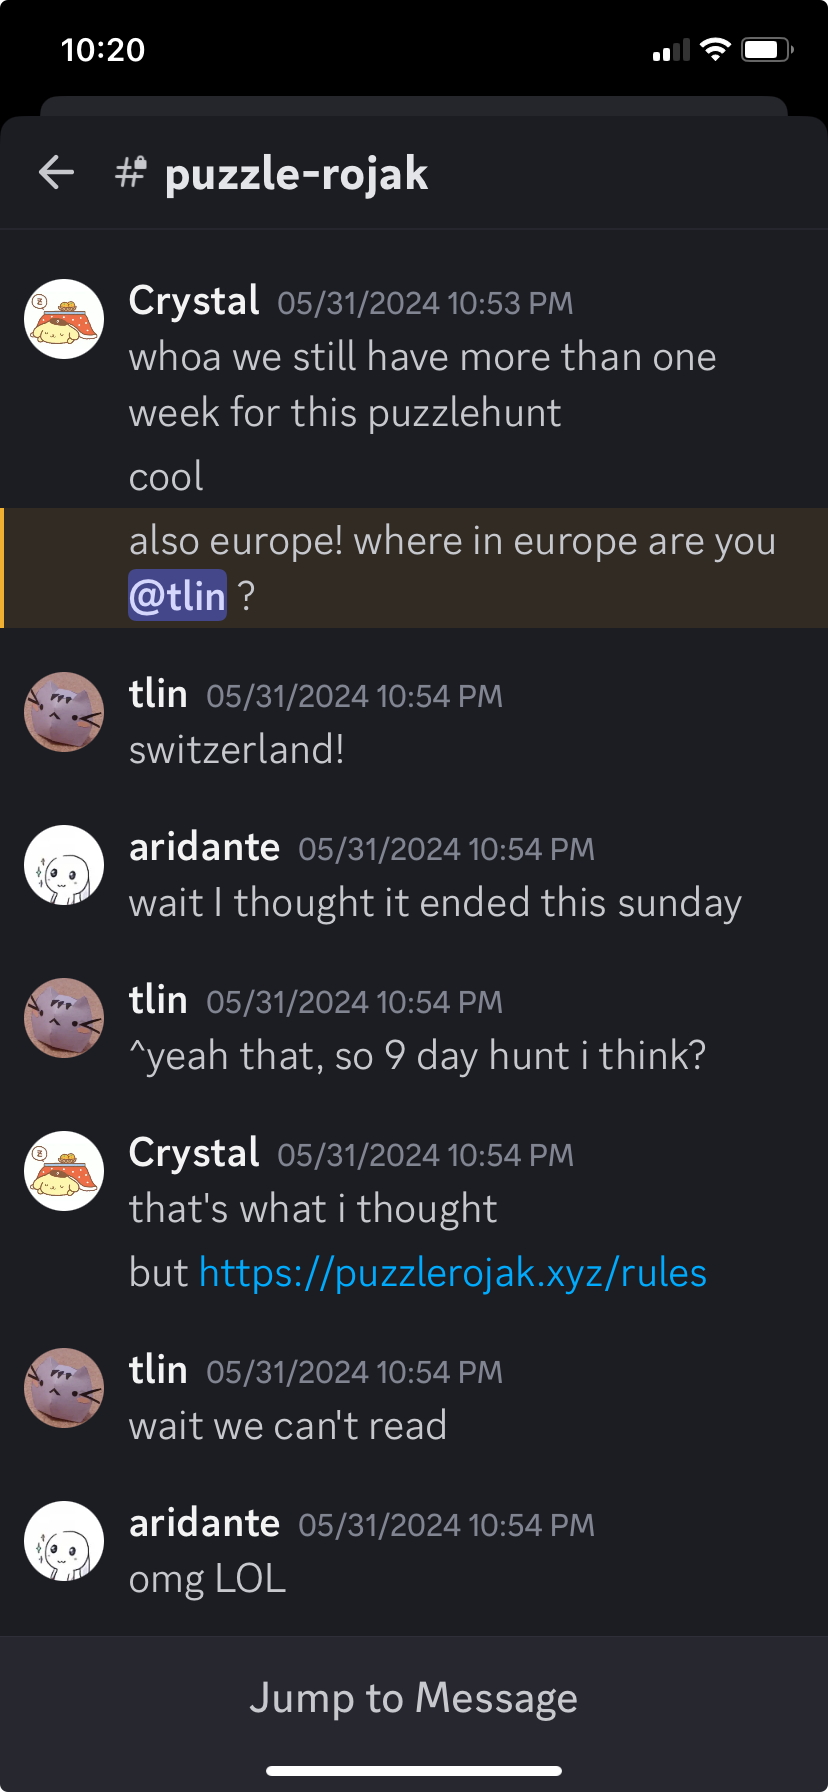 10:20
puzzle-rojak
Crystal 05/31/2024 10:53 PM
whoa we still have more than one
week for this puzzlehunt
cool
also europe! where in europe are you
@tlin ?
tlin 05/31/2024 10:54 PM
switzerland!
aridante 05/31/2024 10:54 PM
wait I thought it ended this sunday
tlin 05/31/2024 10:54 PM
^yeah that, so 9 day hunt i think?
Crystal 05/31/2024 10:54 PM
that's what i thought
but https://puzzlerojak.xyz/rules
tlin 05/31/2024 10:54 PM
wait we can't read
aridante 05/31/2024 10:54 PM
omg LOL
Jump to Message